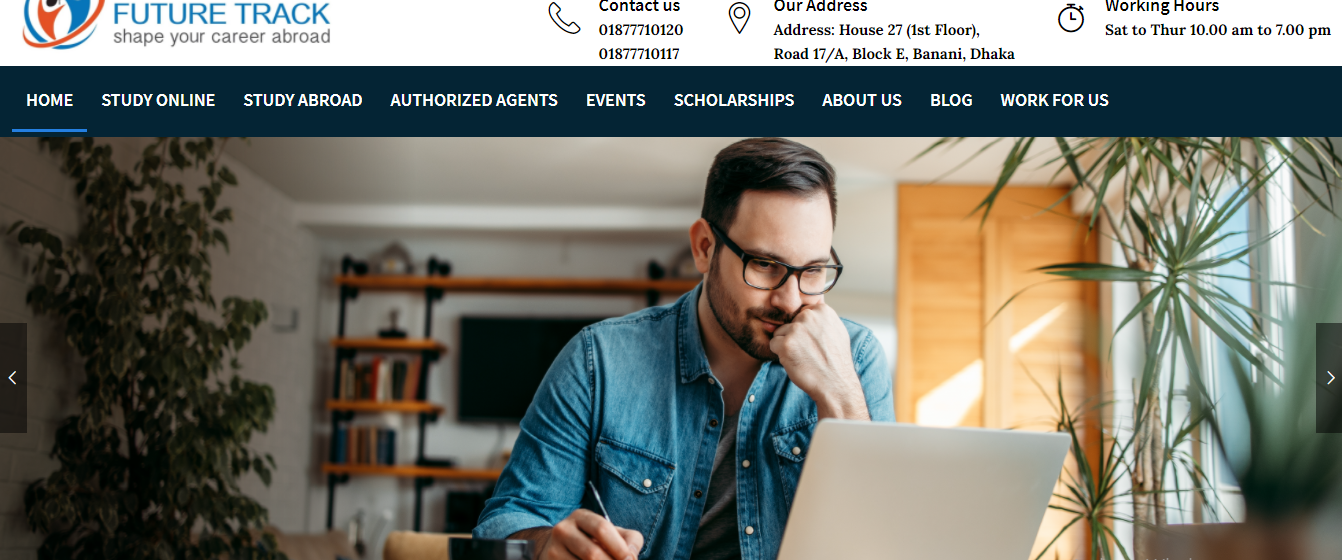 FUTURE TRACK
shape your career abroad
Contact us
01877710120
01877710117
Our Address
Address: House 27 (1st Floor),
Road 17/A, Block E, Banani, Dhaka
Working Hours
Sat to Thur 10.00 am to 7.00 pm
HOME STUDY ONLINE STUDY ABROAD AUTHORIZED AGENTS EVENTS SCHOLARSHIPS ABOUT US BLOG WORK FOR US